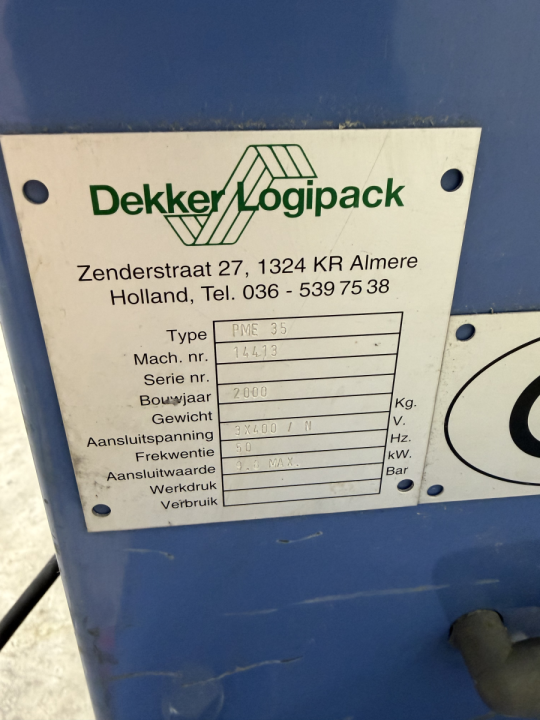 Dekker Logipack
Zenderstraat 27, 1324 KR Almere
Holland, Tel. 036 - 539 75 38
Type PME 35
Mach. nr. 14413
Serie nr.
Bouwjaar 2000
Gewicht Kg.
Aansluitspanning 3X400 / N V.
Frekwentie 50 Hz.
Aansluitwaarde MAX. kW.
Werkdruk Bar
Verbruik